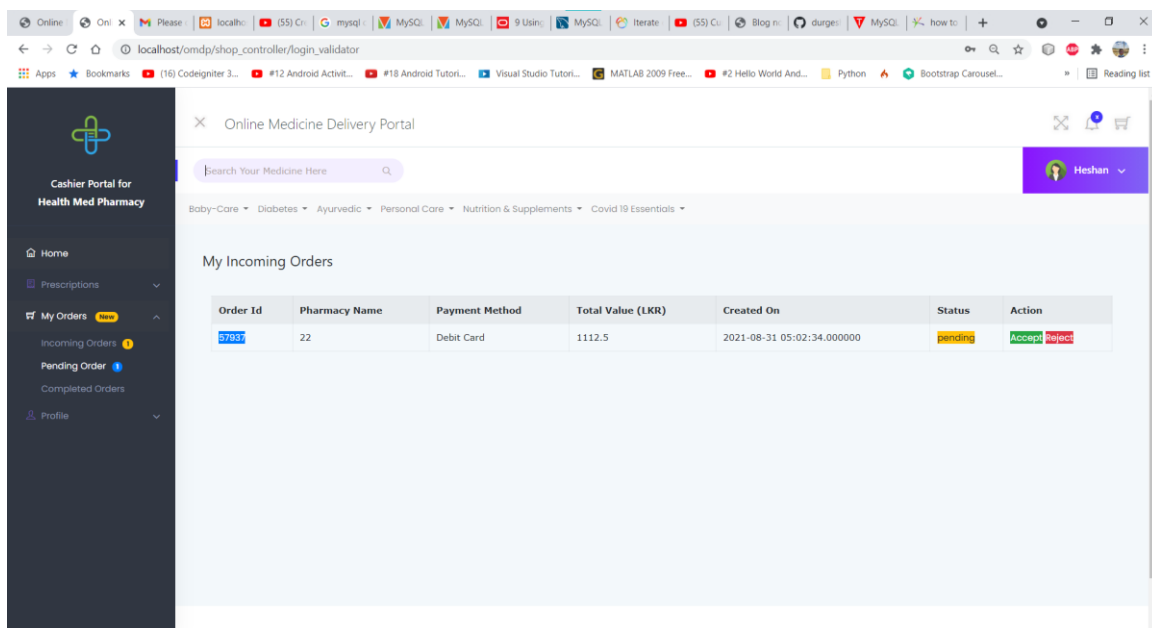 Online
Onl
Please
localho
(55) Cr
mysql
MySQL
MySQL
9 Using
MySQL
Iterate
(55) Cu
Blog no
durges
MySQL
how to
localhost/omdp/shop_controller/login_validator
Apps Bookmarks (16) Codeigniter 3... #12 Android Activit... #18 Android Tutori... Visual Studio Tutori... MATLAB 2009 Free... #2 Hello World And... Python Bootstrap Carousel... » Reading list
Cashier Portal for
Health Med Pharmacy
Home
Prescriptions
My Orders New
Incoming Orders 1
Pending Order 1
Completed Orders
Profile
Online Medicine Delivery Portal
Search Your Medicine Here
Heshan
Baby-Care Diabetes Ayurvedic Personal Care Nutrition & Supplements Covid 19 Essentials
My Incoming Orders
Order Id Pharmacy Name Payment Method Total Value (LKR) Created On Status Action
57937 22 Debit Card 1112.5 2021-08-31 05:02:34.000000 pending Accept Reject